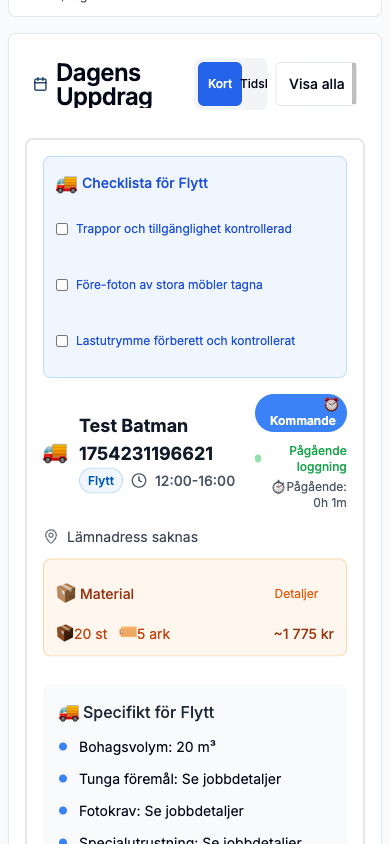 Dagens
Uppdrag
Kort
Tidsl
Visa alla
🚚 Checklista för Flytt
Trappor och tillgänglighet kontrollerad
Före-foton av stora möbler tagna
Lastutrymme förberett och kontrollerat
Test Batman
1754231196621
Flytt
12:00-16:00
⏰
Kommande
Pågående
loggning
⏱Pågående:
0h 1m
Lämnadress saknas
📦 Material
Detaljer
📦20 st
5 ark
~1 775 kr
🚚 Specifikt för Flytt
Bohagsvolym: 20 m³
Tunga föremål: Se jobbdetaljer
Fotokrav: Se jobbdetaljer
Specialutrustning: Se jobbdetaljer